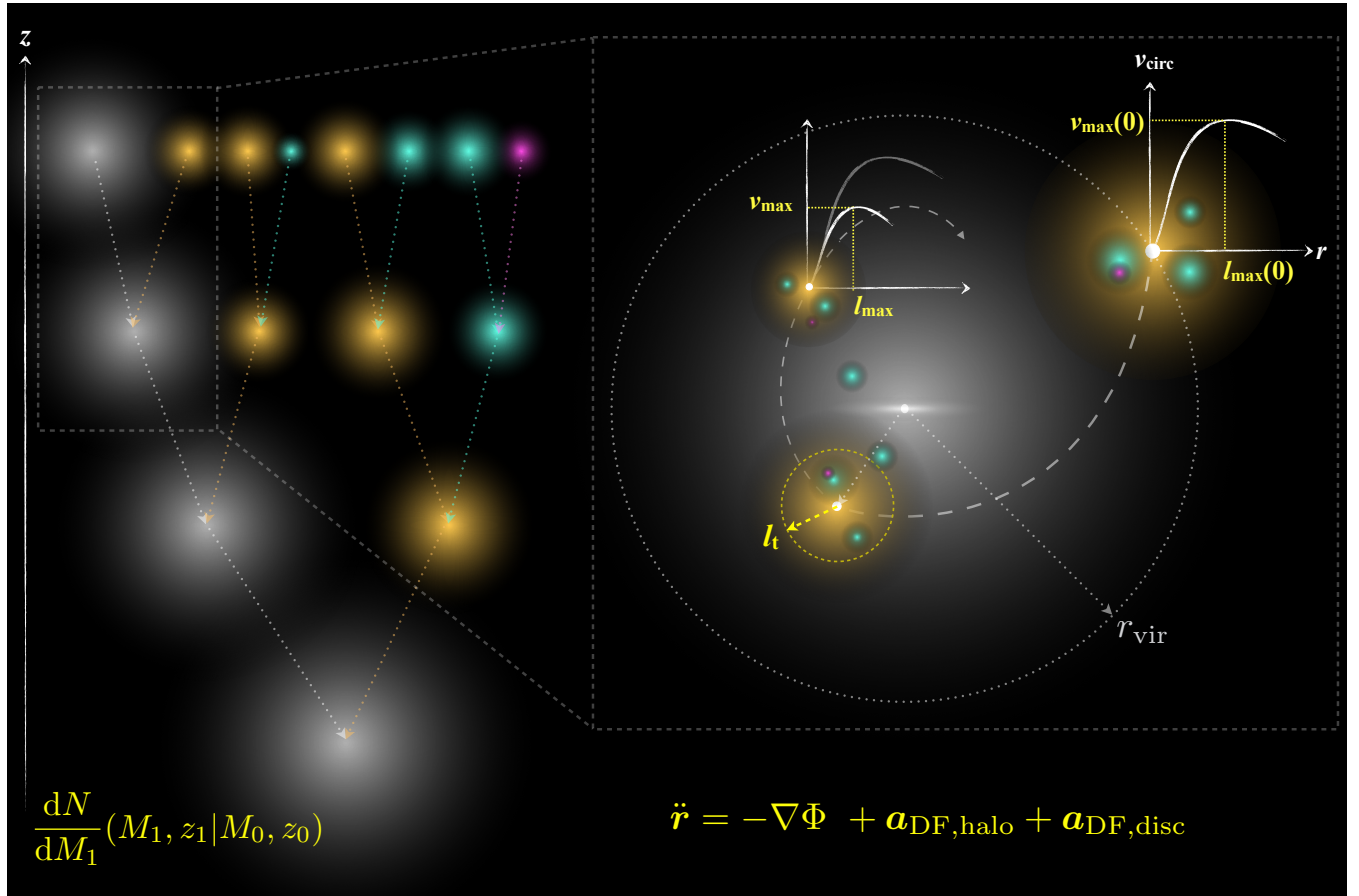 z
v_circ
v_max(0)
v_max
r
l_max(0)
l_max
l_t
r_vir
dN/dM_1 (M_1, z_1|M_0, z_0)
r̈ = −∇Φ + a_DF,halo + a_DF,disc